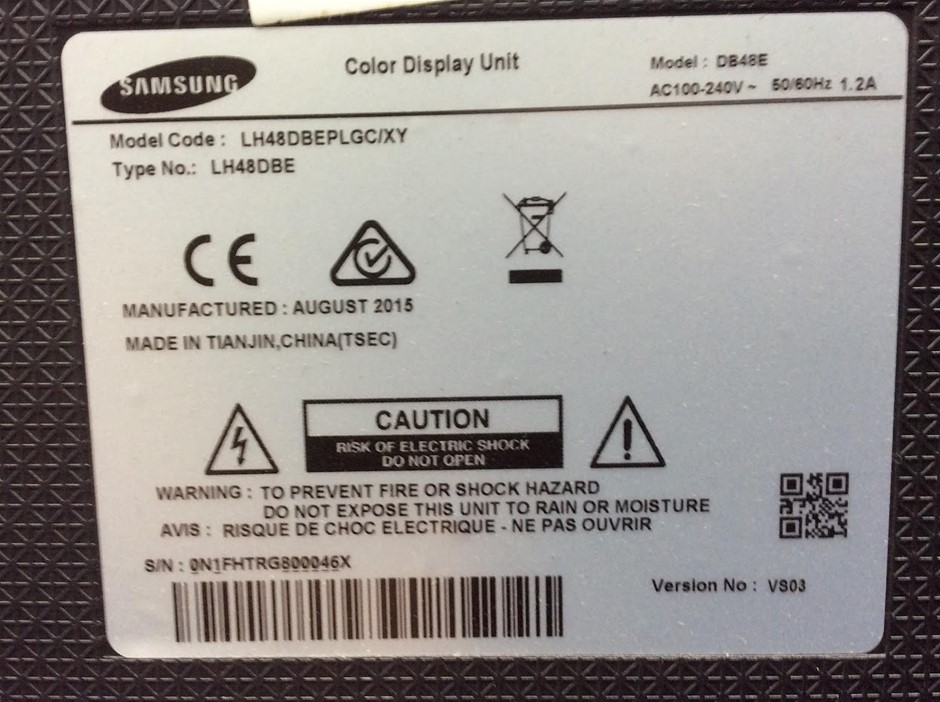 SAMSUNG
Color Display Unit
Model : DB48E
AC100-240V ~ 50/60Hz 1.2A
Model Code : LH48DBEPLGC/XY
Type No.: LH48DBE
CE
MANUFACTURED : AUGUST 2015
MADE IN TIANJIN,CHINA(TSEC)
CAUTION
RISK OF ELECTRIC SHOCK
DO NOT OPEN
WARNING : TO PREVENT FIRE OR SHOCK HAZARD
DO NOT EXPOSE THIS UNIT TO RAIN OR MOISTURE
AVIS : RISQUE DE CHOC ELECTRIQUE - NE PAS OUVRIR
S/N : 0N1FHTRG800046X
Version No : VS03